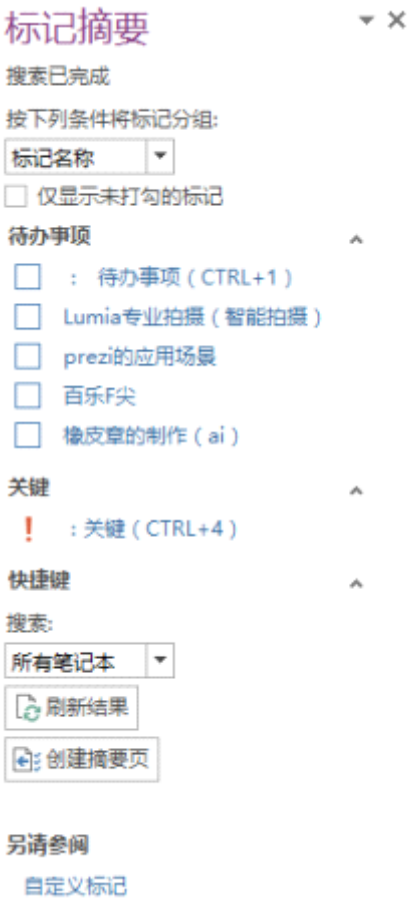 标记摘要
搜索已完成
按下列条件将标记分组:
标记名称
仅显示未打勾的标记
待办事项
： 待办事项（CTRL+1）
Lumia专业拍摄（智能拍摄）
prezi的应用场景
百乐F尖
橡皮章的制作（ai）
关键
：关键（CTRL+4）
快捷键
搜索:
所有笔记本
刷新结果
创建摘要页
另请参阅
自定义标记